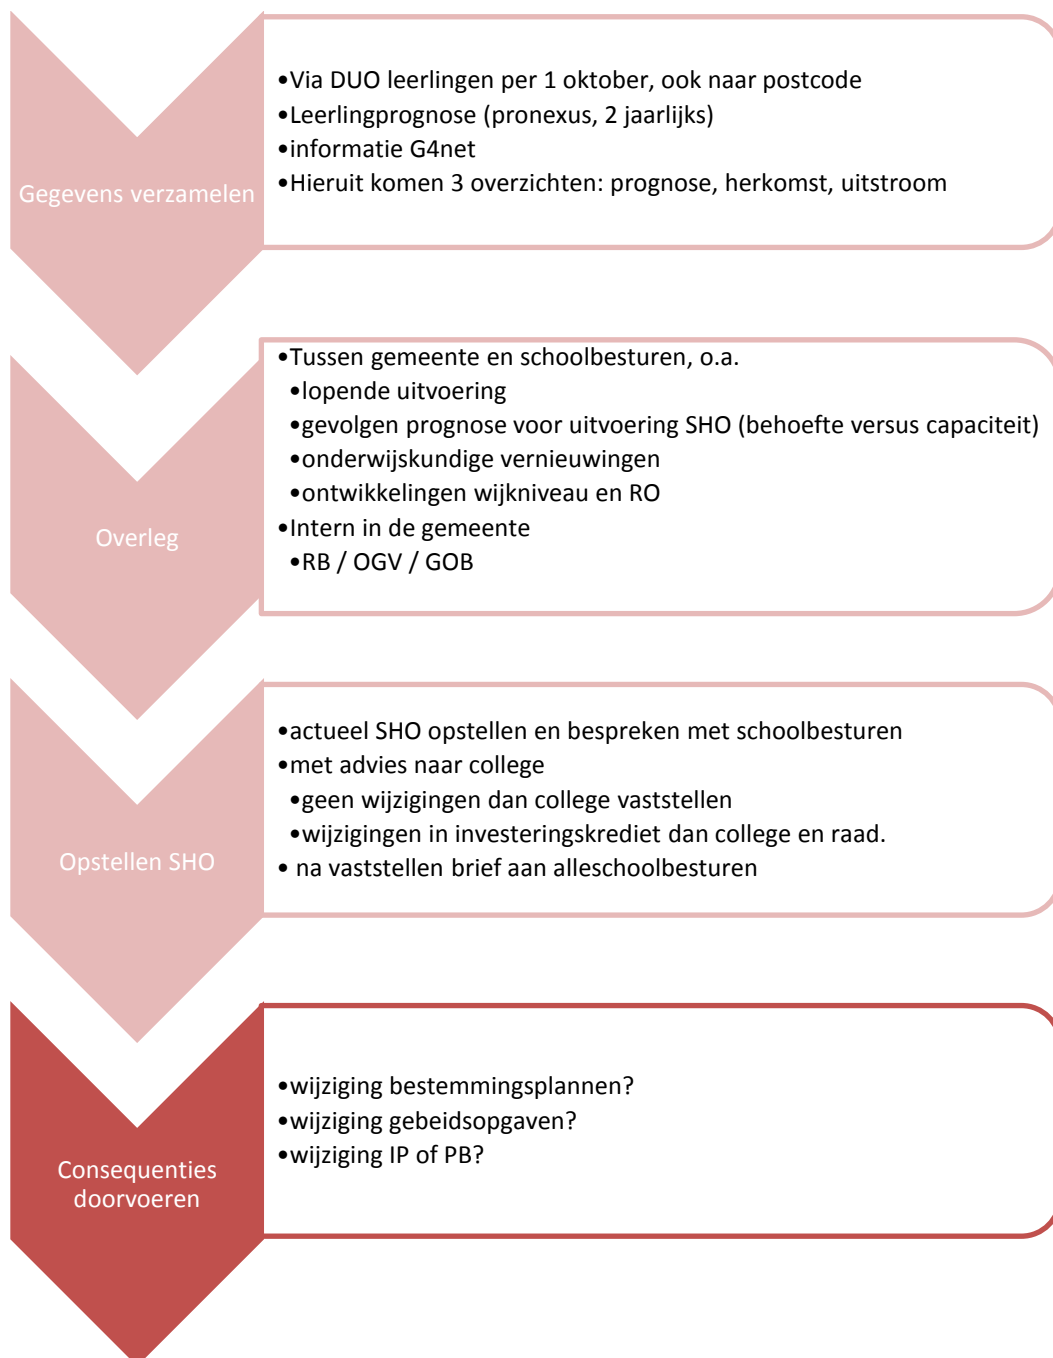 Gegevens verzamelen
•Via DUO leerlingen per 1 oktober, ook naar postcode
•Leerlingprognose (pronexus, 2 jaarlijks)
•informatie G4net
•Hieruit komen 3 overzichten: prognose, herkomst, uitstroom
Overleg
•Tussen gemeente en schoolbesturen, o.a.
•lopende uitvoering
•gevolgen prognose voor uitvoering SHO (behoefte versus capaciteit)
•onderwijskundige vernieuwingen
•ontwikkelingen wijkniveau en RO
•Intern in de gemeente
•RB / OGV / GOB
Opstellen SHO
•actueel SHO opstellen en bespreken met schoolbesturen
•met advies naar college
•geen wijzigingen dan college vaststellen
•wijzigingen in investeringskrediet dan college en raad.
• na vaststellen brief aan alleschoolbesturen
Consequenties
doorvoeren
•wijziging bestemmingsplannen?
•wijziging gebeidsopgaven?
•wijziging IP of PB?